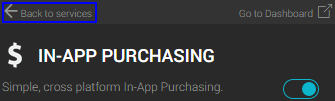 Back to services
Go to Dashboard
$ IN-APP PURCHASING
Simple, cross platform In-App Purchasing.